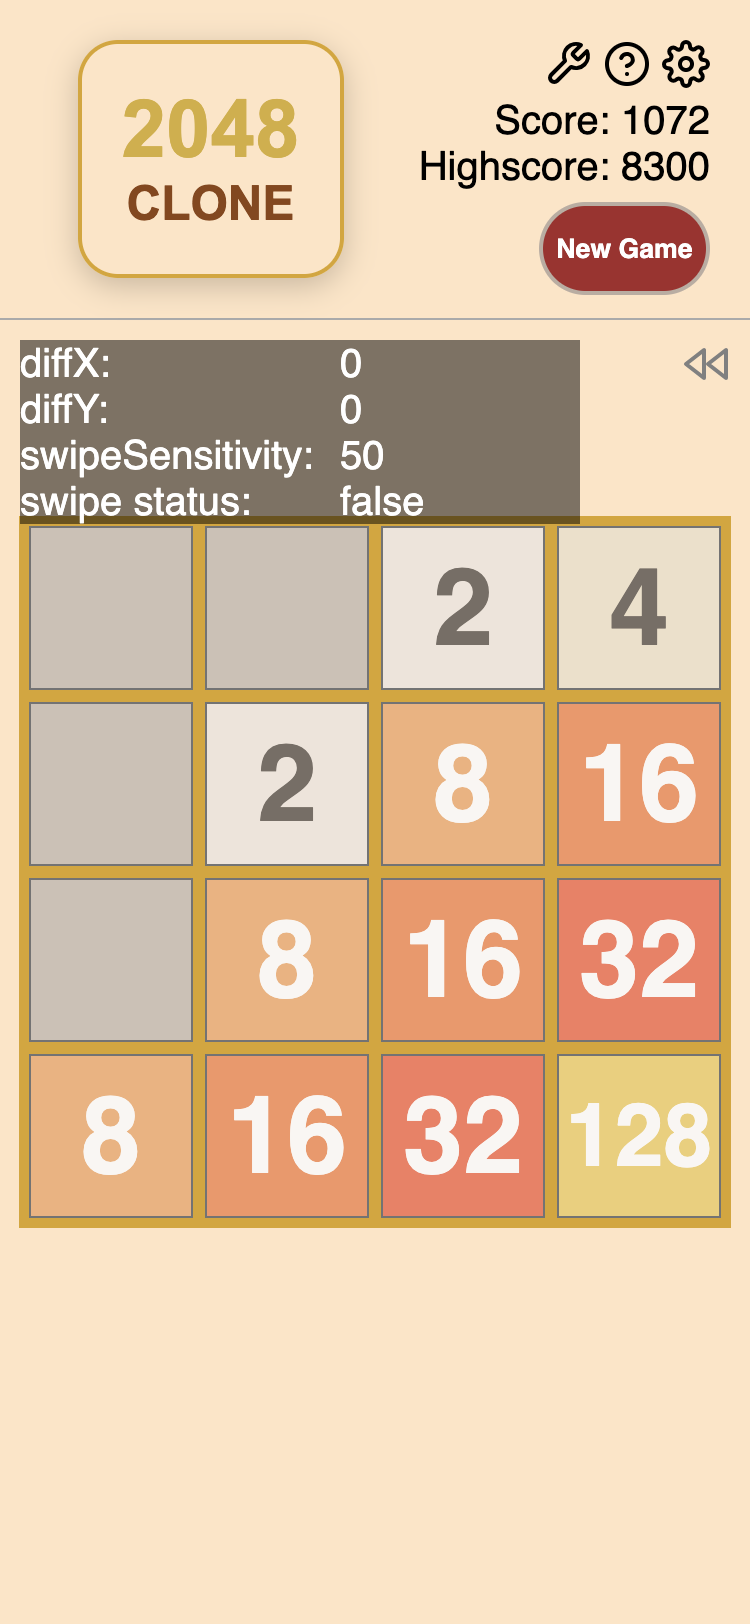 2048
CLONE
Score: 1072
Highscore: 8300
New Game
diffX: 0
diffY: 0
swipeSensitivity: 50
swipe status: false
2 4
2 8 16
8 16 32
8 16 32 128